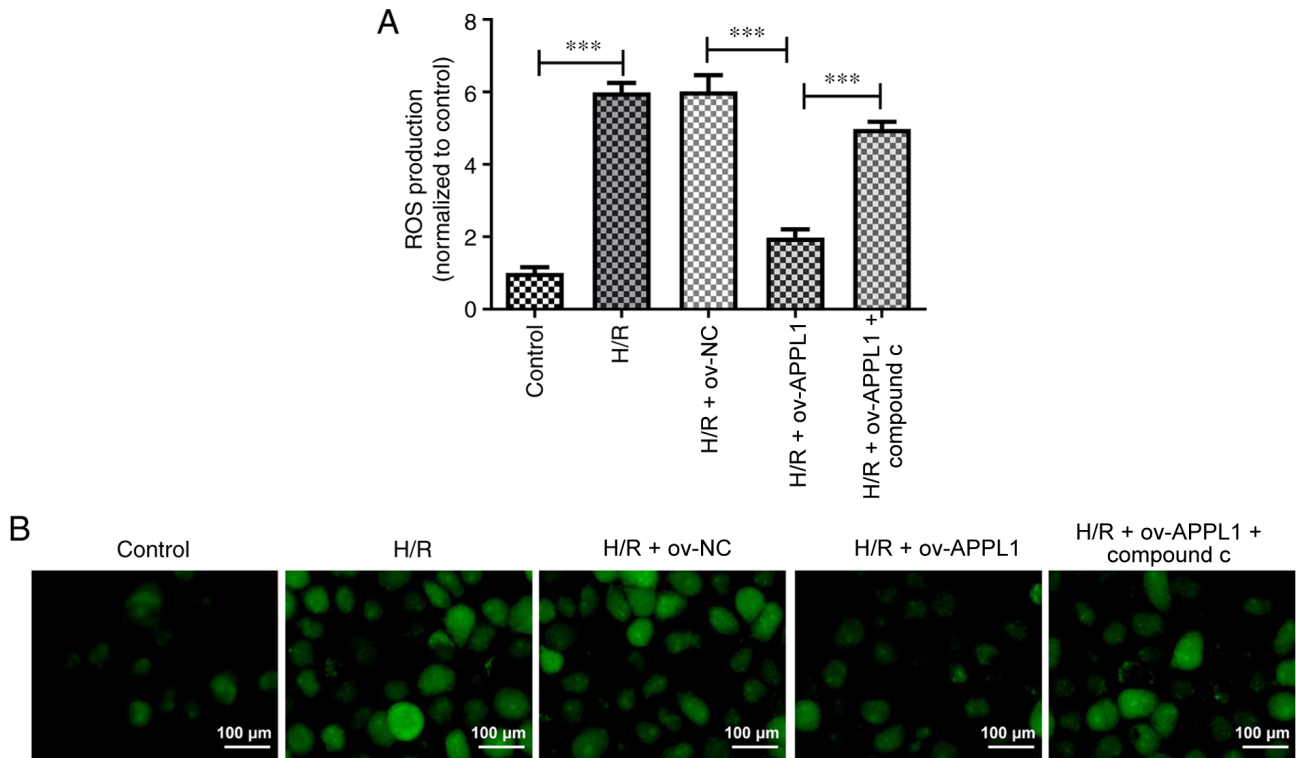 A
8
6
4
2
0
ROS production
(normalized to control)
***
***
***
Control
H/R
H/R + ov-NC
H/R + ov-APPL1
H/R + ov-APPL1 +
compound c
B
Control
H/R
H/R + ov-NC
H/R + ov-APPL1
H/R + ov-APPL1 +
compound c
100 µm
100 µm
100 µm
100 µm
100 µm